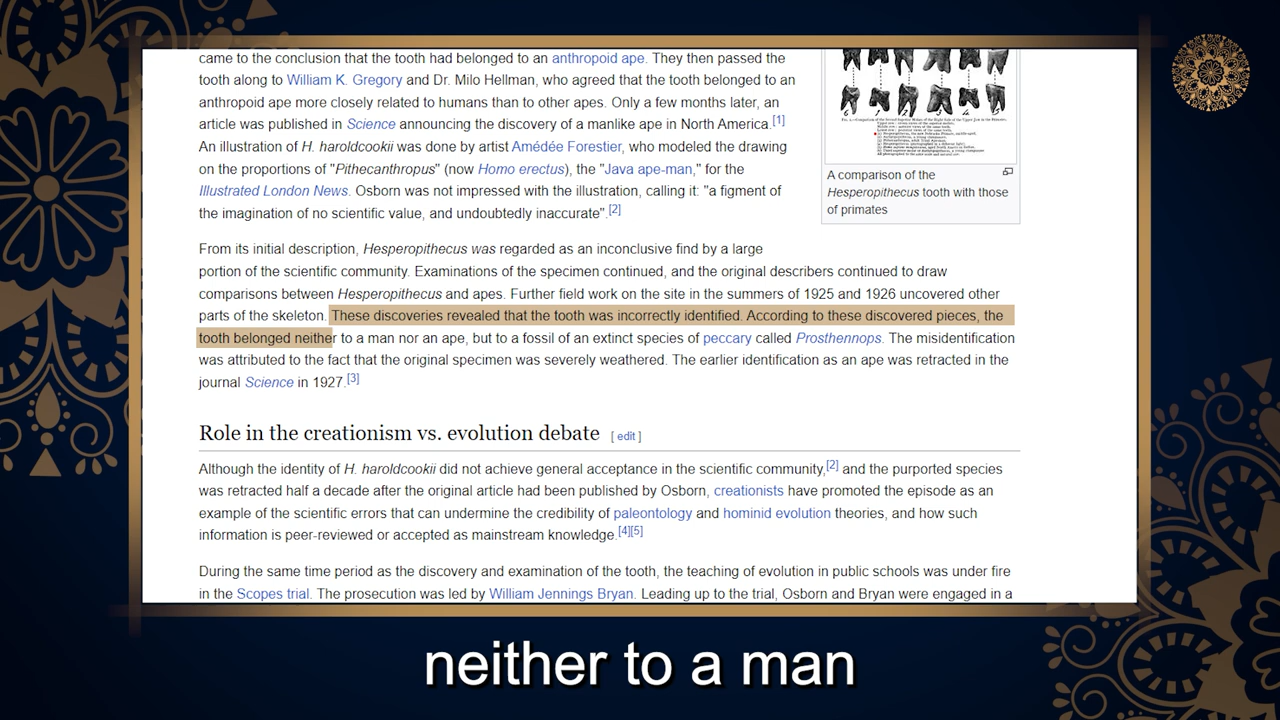 came to the conclusion that the tooth had belonged to an anthropoid ape. They then passed the
tooth along to William K. Gregory and Dr. Milo Hellman, who agreed that the tooth belonged to an
anthropoid ape more closely related to humans than to other apes. Only a few months later, an
article was published in Science announcing the discovery of a manlike ape in North America.[1]
An illustration of H. haroldcookii was done by artist Amédée Forestier, who modeled the drawing
on the proportions of "Pithecanthropus" (now Homo erectus), the "Java ape-man," for the
Illustrated London News. Osborn was not impressed with the illustration, calling it: "a figment of
the imagination of no scientific value, and undoubtedly inaccurate".[2]
A comparison of the
Hesperopithecus tooth with those
of primates
From its initial description, Hesperopithecus was regarded as an inconclusive find by a large
portion of the scientific community. Examinations of the specimen continued, and the original describers continued to draw
comparisons between Hesperopithecus and apes. Further field work on the site in the summers of 1925 and 1926 uncovered other
parts of the skeleton. These discoveries revealed that the tooth was incorrectly identified. According to these discovered pieces, the
tooth belonged neither to a man nor an ape, but to a fossil of an extinct species of peccary called Prosthennops. The misidentification
was attributed to the fact that the original specimen was severely weathered. The earlier identification as an ape was retracted in the
journal Science in 1927.[3]
Role in the creationism vs. evolution debate [ edit ]
Although the identity of H. haroldcookii did not achieve general acceptance in the scientific community,[2] and the purported species
was retracted half a decade after the original article had been published by Osborn, creationists have promoted the episode as an
example of the scientific errors that can undermine the credibility of paleontology and hominid evolution theories, and how such
information is peer-reviewed or accepted as mainstream knowledge.[4][5]
During the same time period as the discovery and examination of the tooth, the teaching of evolution in public schools was under fire
in the Scopes trial. The prosecution was led by William Jennings Bryan. Leading up to the trial, Osborn and Bryan were engaged in a
neither to a man